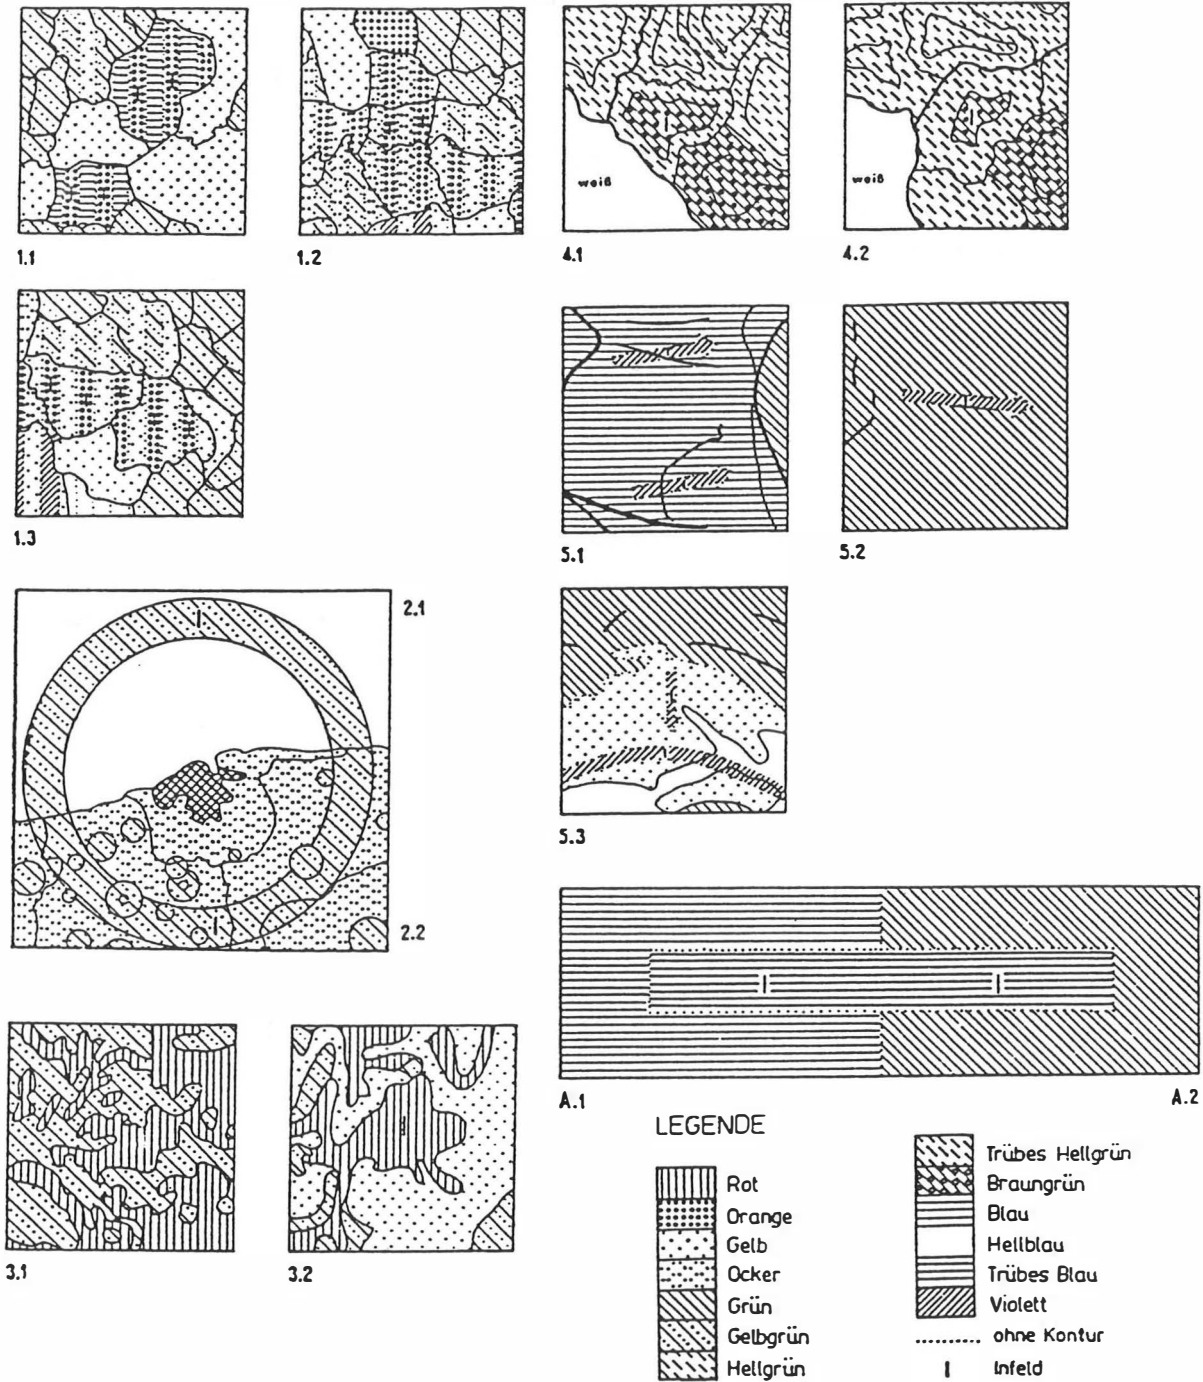 1.1
1.2
4.1
4.2
weiß
weiß
1.3
5.1
5.2
2.1
2.2
5.3
3.1
3.2
A.1
A.2
LEGENDE
Rot
Orange
Gelb
Ocker
Grün
Gelbgrün
Hellgrün
Trübes Hellgrün
Braungrün
Blau
Hellblau
Trübes Blau
Violett
ohne Kontur
Infeld